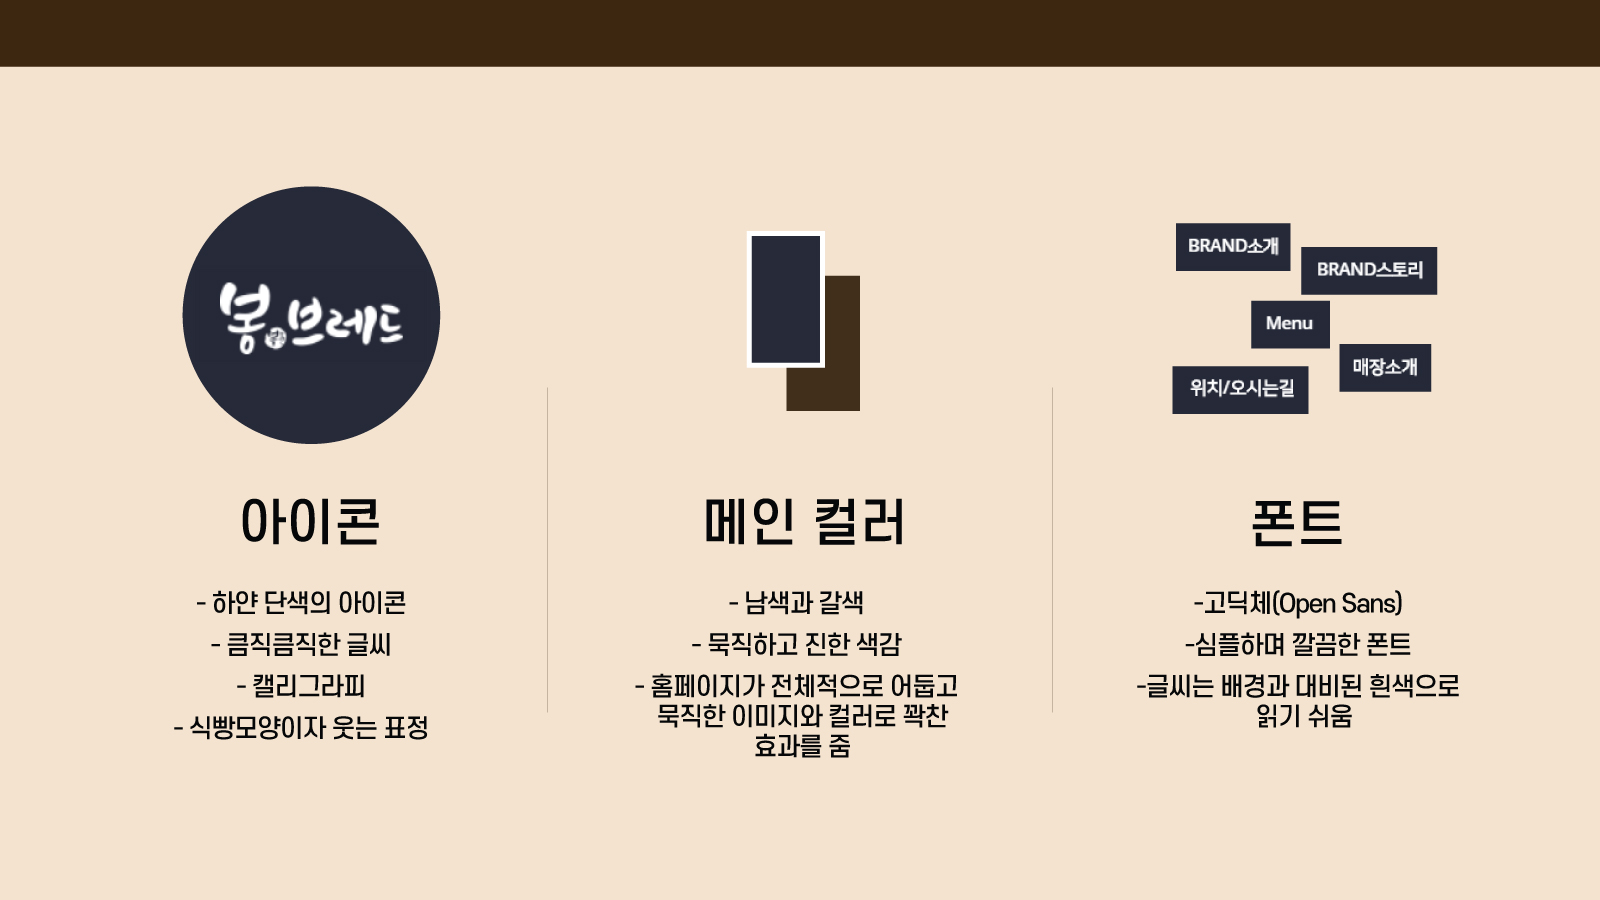 봉브레드
아이콘
- 하얀 단색의 아이콘
- 큼직큼직한 글씨
- 캘리그라피
- 식빵모양이자 웃는 표정
메인 컬러
- 남색과 갈색
- 묵직하고 진한 색감
- 홈페이지가 전체적으로 어둡고
묵직한 이미지와 컬러로 꽉찬
효과를 줌
BRAND소개
BRAND스토리
Menu
매장소개
위치/오시는길
폰트
-고딕체(Open Sans)
-심플하며 깔끔한 폰트
-글씨는 배경과 대비된 흰색으로
읽기 쉬움